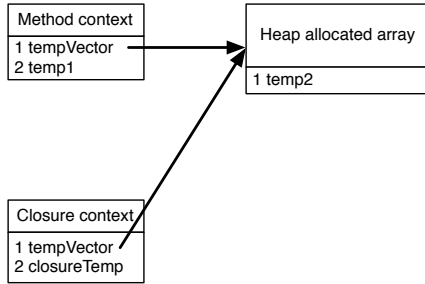 Method context
1 tempVector
2 temp1
Heap allocated array
1 temp2
Closure context
1 tempVector
2 closureTemp